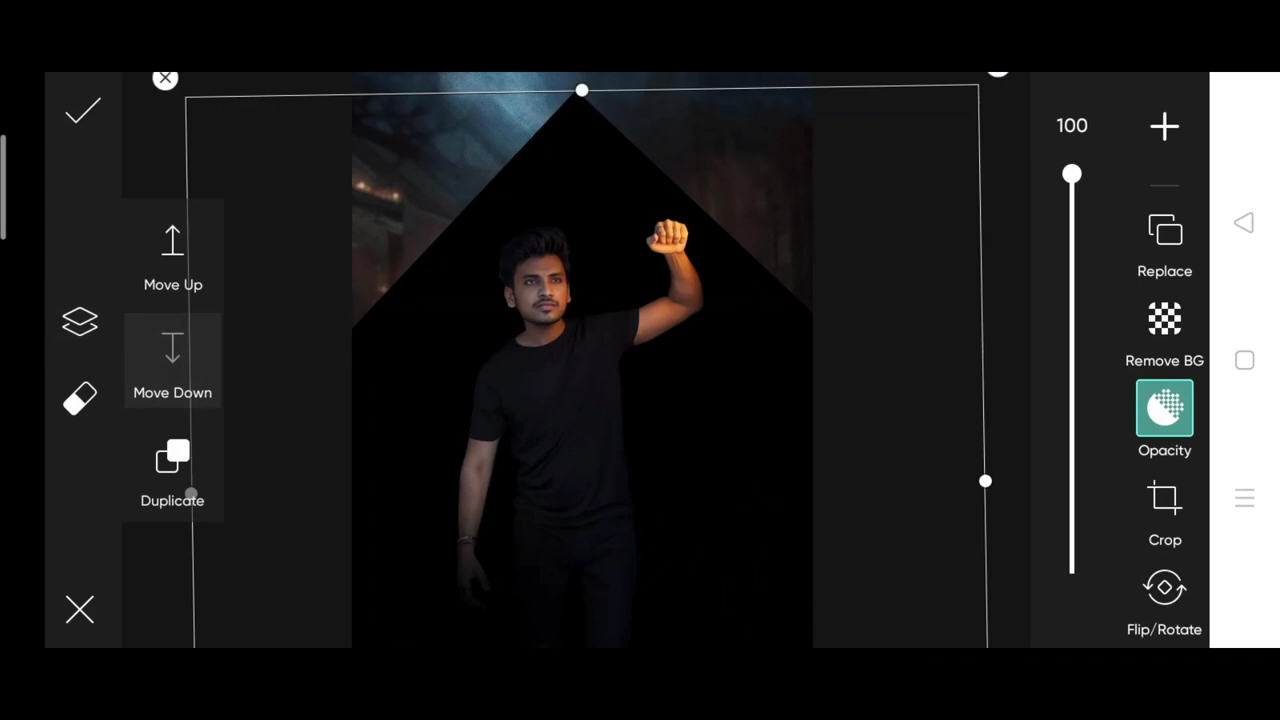 100
Move Up
Move Down
Duplicate
Replace
Remove BG
Opacity
Crop
Flip/Rotate